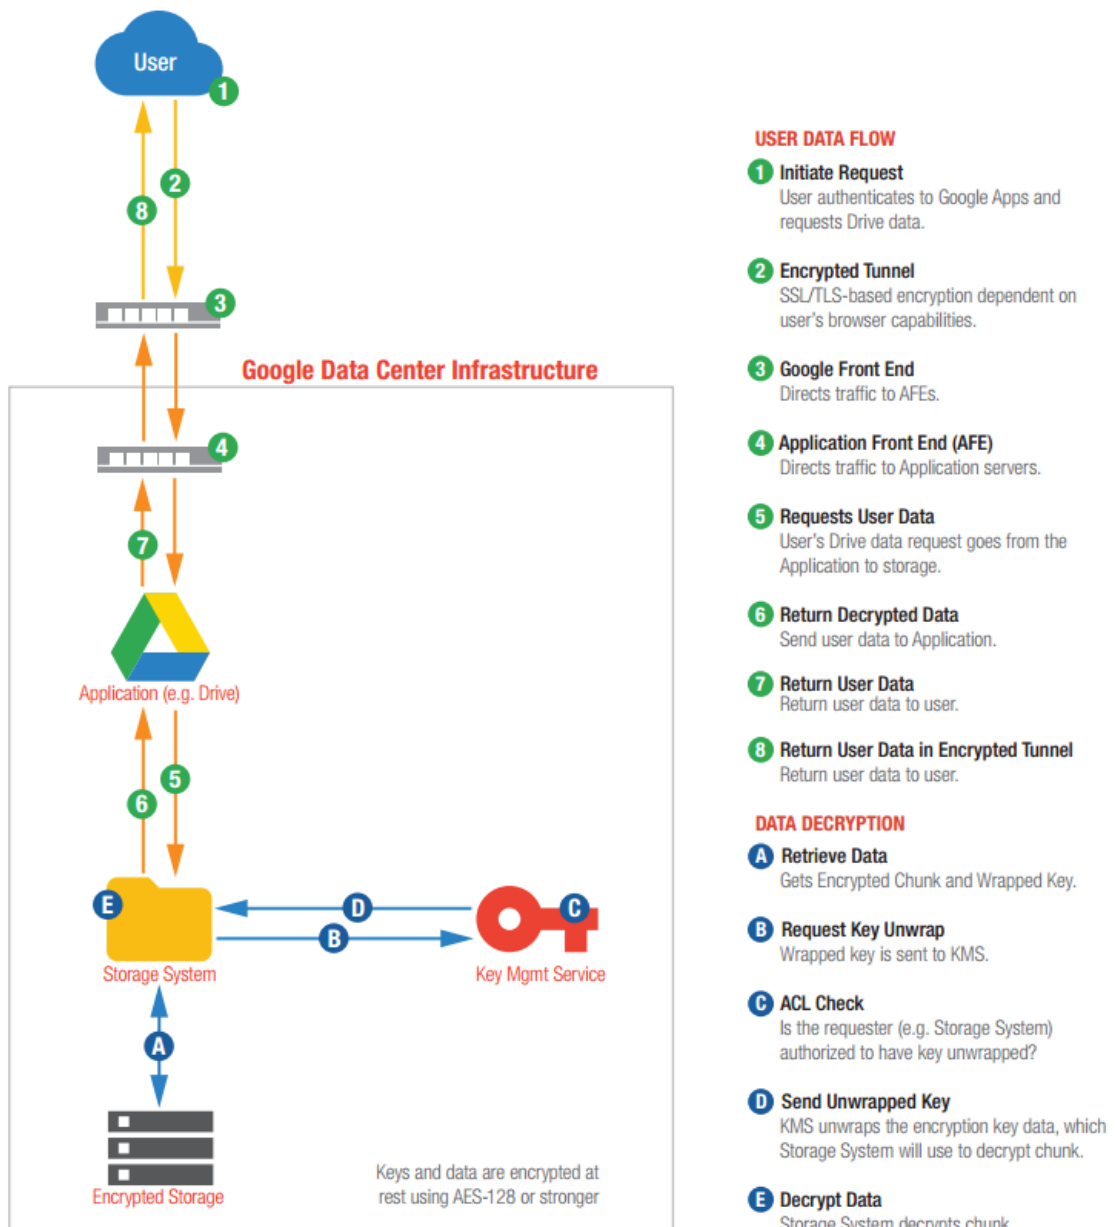 User
1
2
8
3
Google Data Center Infrastructure
4
7
Application (e.g. Drive)
5
6
E
D
C
B
Storage System
Key Mgmt Service
A
Encrypted Storage
Keys and data are encrypted at
rest using AES-128 or stronger
USER DATA FLOW
1 Initiate Request
User authenticates to Google Apps and
requests Drive data.
2 Encrypted Tunnel
SSL/TLS-based encryption dependent on
user's browser capabilities.
3 Google Front End
Directs traffic to AFEs.
4 Application Front End (AFE)
Directs traffic to Application servers.
5 Requests User Data
User's Drive data request goes from the
Application to storage.
6 Return Decrypted Data
Send user data to Application.
7 Return User Data
Return user data to user.
8 Return User Data in Encrypted Tunnel
Return user data to user.
DATA DECRYPTION
A Retrieve Data
Gets Encrypted Chunk and Wrapped Key.
B Request Key Unwrap
Wrapped key is sent to KMS.
C ACL Check
Is the requester (e.g. Storage System)
authorized to have key unwrapped?
D Send Unwrapped Key
KMS unwraps the encryption key data, which
Storage System will use to decrypt chunk.
E Decrypt Data
Storage System decrypts chunk